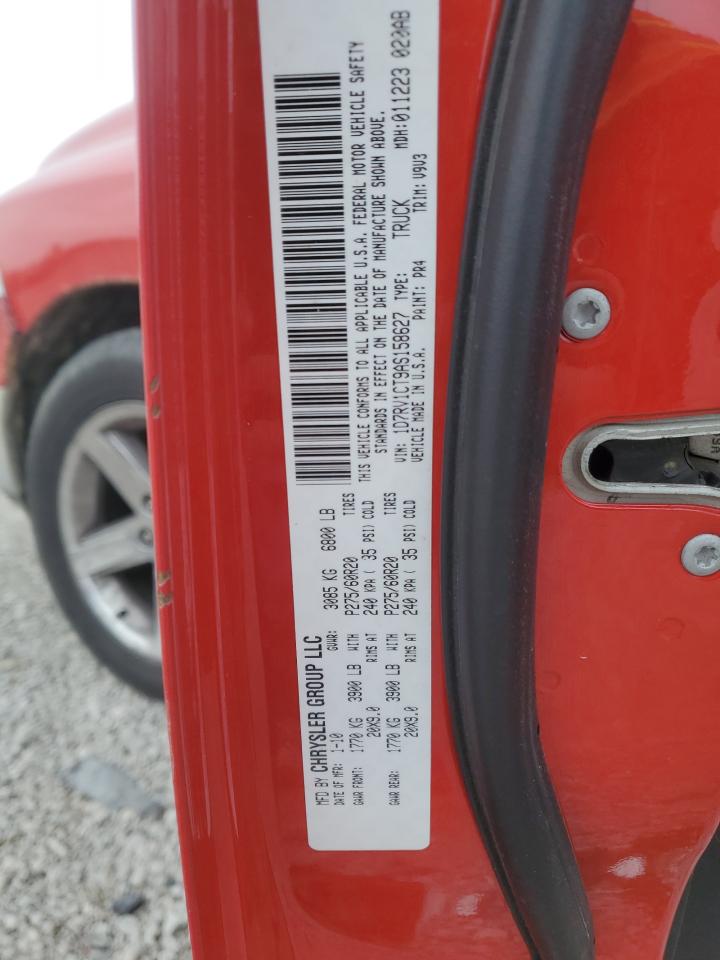 MFD BY CHRYSLER GROUP LLC
DATE OF MFR: 1-10 GVWR: 3085 KG 6800 LB
GAWR FRONT: 1770 KG 3900 LB WITH P275/60R20 TIRES
20X9.0 RIMS AT 240 KPA ( 35 PSI) COLD
GAWR REAR: 1770 KG 3900 LB WITH P275/60R20 TIRES
20X9.0 RIMS AT 240 KPA ( 35 PSI) COLD
THIS VEHICLE CONFORMS TO ALL APPLICABLE U.S.A. FEDERAL MOTOR VEHICLE SAFETY
STANDARDS IN EFFECT ON THE DATE OF MANUFACTURE SHOWN ABOVE.
VIN: 1D7RV1CT9AS158627 TYPE: TRUCK MDH:011223 020AB
VEHICLE MADE IN U.S.A. PAINT: PR4 TRIM: V9V3